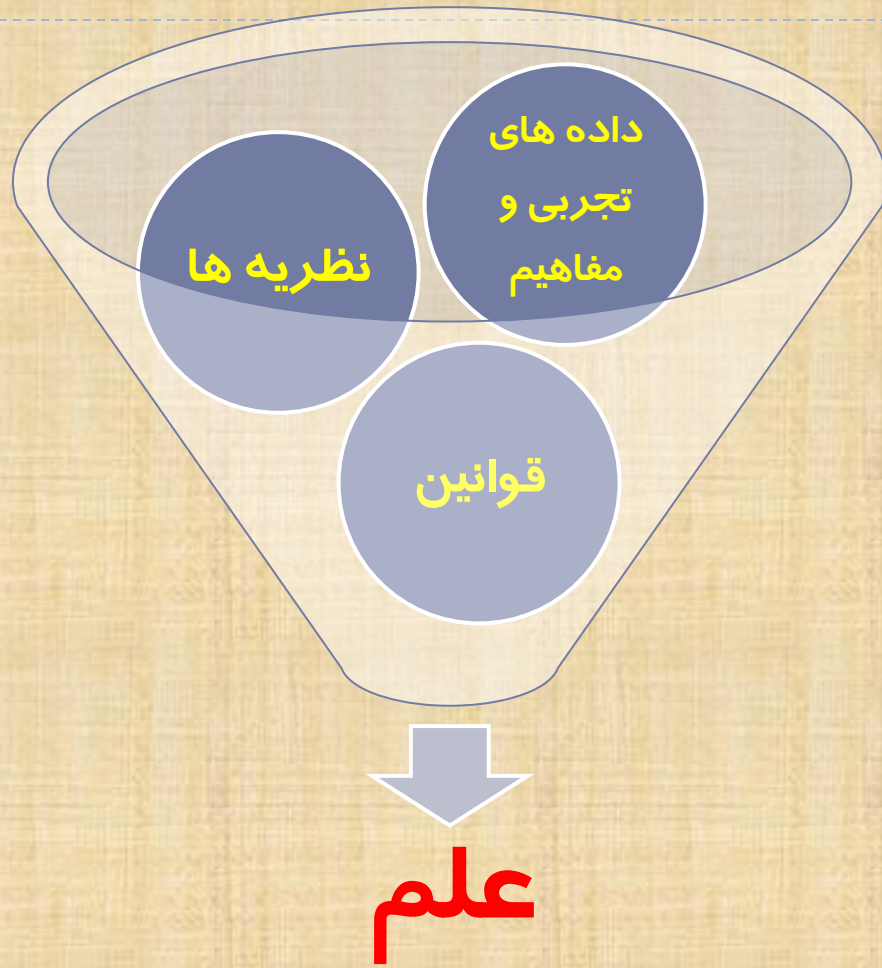 داده های
تجربی و
مفاهیم
نظریه ها
قوانین
علم